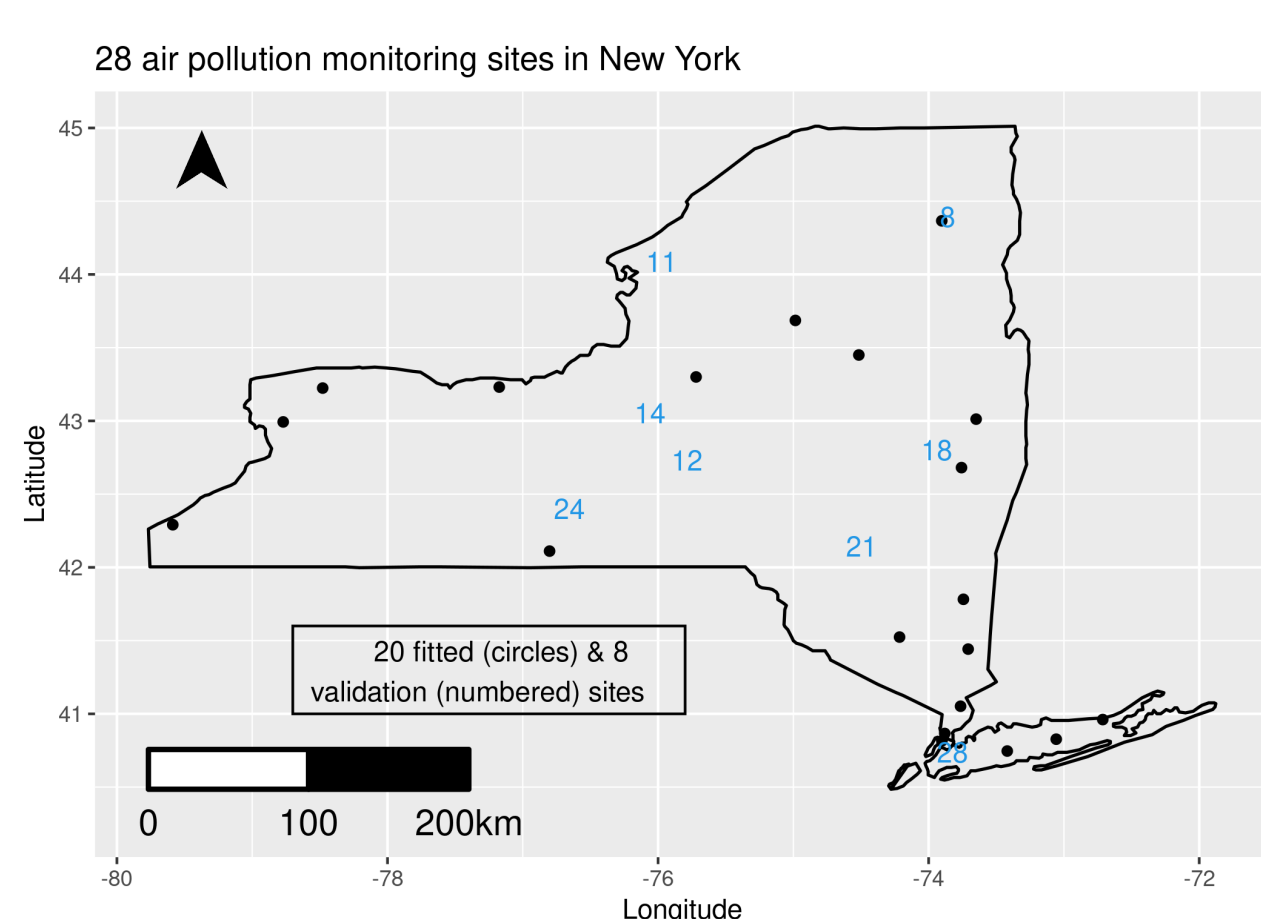 28 air pollution monitoring sites in New York
45
44
43
42
41
Latitude
8
11
14
12
18
24
21
28
20 fitted (circles) & 8
validation (numbered) sites
0 100 200km
-80 -78 -76 -74 -72
Longitude